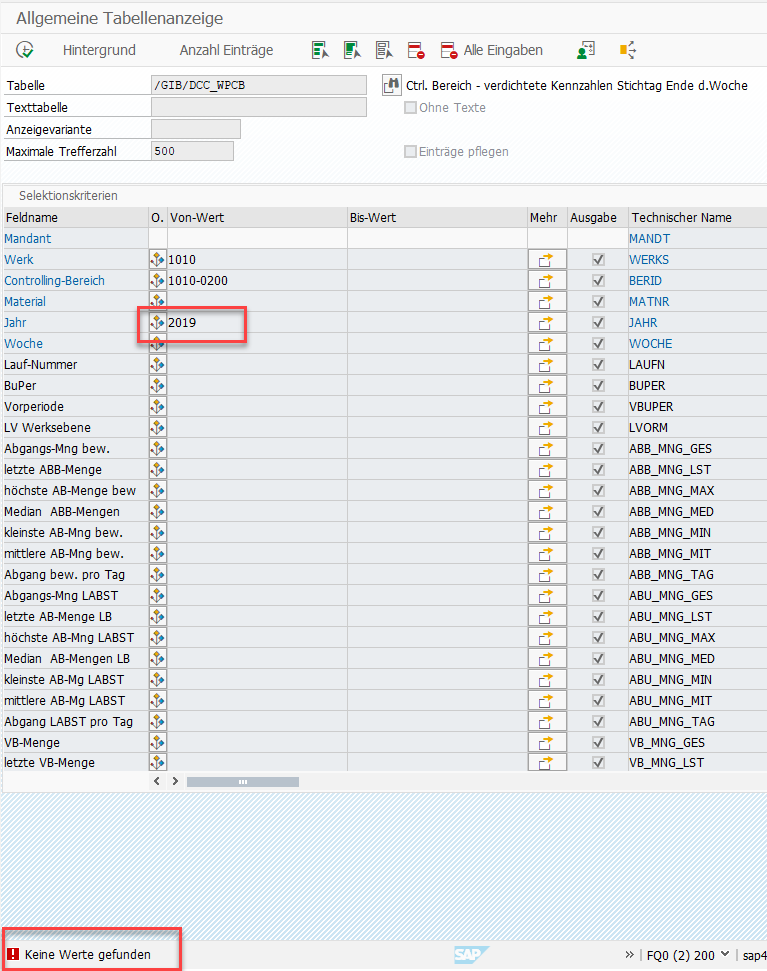 Allgemeine Tabellenanzeige
Hintergrund Anzahl Einträge Alle Eingaben
Tabelle /GIB/DCC_WPCB Ctrl. Bereich - verdichtete Kennzahlen Stichtag Ende d.Woche
Texttabelle Ohne Texte
Anzeigevariante
Maximale Trefferzahl 500 Einträge pflegen
Selektionskriterien
Feldname O. Von-Wert Bis-Wert Mehr Ausgabe Technischer Name
Mandant MANDT
Werk 1010 WERKS
Controlling-Bereich 1010-0200 BERID
Material MATNR
Jahr 2019 JAHR
Woche WOCHE
Lauf-Nummer LAUFN
BuPer BUPER
Vorperiode VBUPER
LV Werksebene LVORM
Abgangs-Mng bew. ABB_MNG_GES
letzte ABB-Menge ABB_MNG_LST
höchste AB-Menge bew ABB_MNG_MAX
Median ABB-Mengen ABB_MNG_MED
kleinste AB-Mng bew. ABB_MNG_MIN
mittlere AB-Mng bew. ABB_MNG_MIT
Abgang bew. pro Tag ABB_MNG_TAG
Abgangs-Mng LABST ABU_MNG_GES
letzte AB-Menge LB ABU_MNG_LST
höchste AB-Mng LABST ABU_MNG_MAX
Median AB-Mengen LB ABU_MNG_MED
kleinste AB-Mg LABST ABU_MNG_MIN
mittlere AB-Mg LABST ABU_MNG_MIT
Abgang LABST pro Tag ABU_MNG_TAG
VB-Menge VB_MNG_GES
letzte VB-Menge VB_MNG_LST
Keine Werte gefunden SAP FQ0 (2) 200 sap4